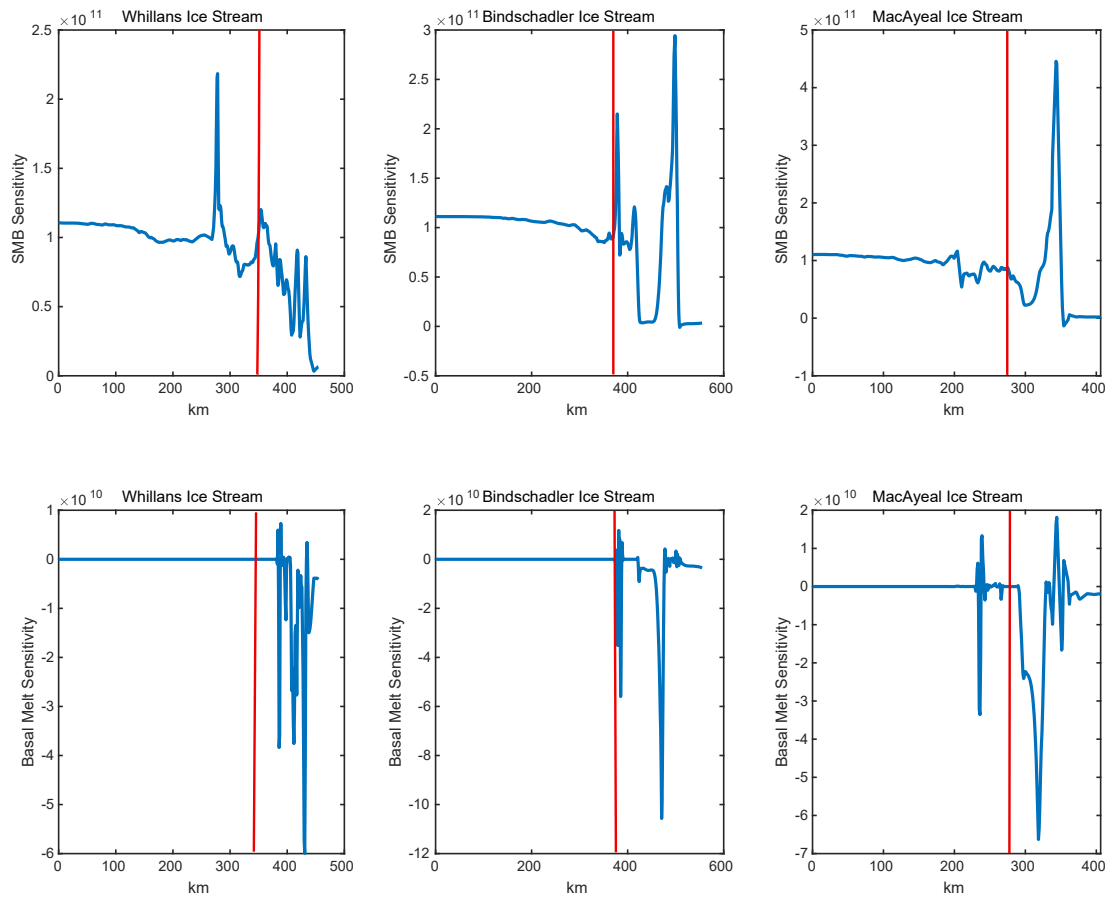 Whillans Ice Stream
×10 11
SMB Sensitivity
2.5
2
1.5
1
0.5
0
0 100 200 300 400 500
km
Bindschadler Ice Stream
×10 11
SMB Sensitivity
3
2.5
2
1.5
1
0.5
0
-0.5
0 200 400 600
km
MacAyeal Ice Stream
×10 11
SMB Sensitivity
5
4
3
2
1
0
-1
0 100 200 300 400
km
Whillans Ice Stream
×10 10
Basal Melt Sensitivity
1
0
-1
-2
-3
-4
-5
-6
0 100 200 300 400 500
km
Bindschadler Ice Stream
×10 10
Basal Melt Sensitivity
2
0
-2
-4
-6
-8
-10
-12
0 200 400 600
km
MacAyeal Ice Stream
×10 10
Basal Melt Sensitivity
2
1
0
-1
-2
-3
-4
-5
-6
-7
0 100 200 300 400
km